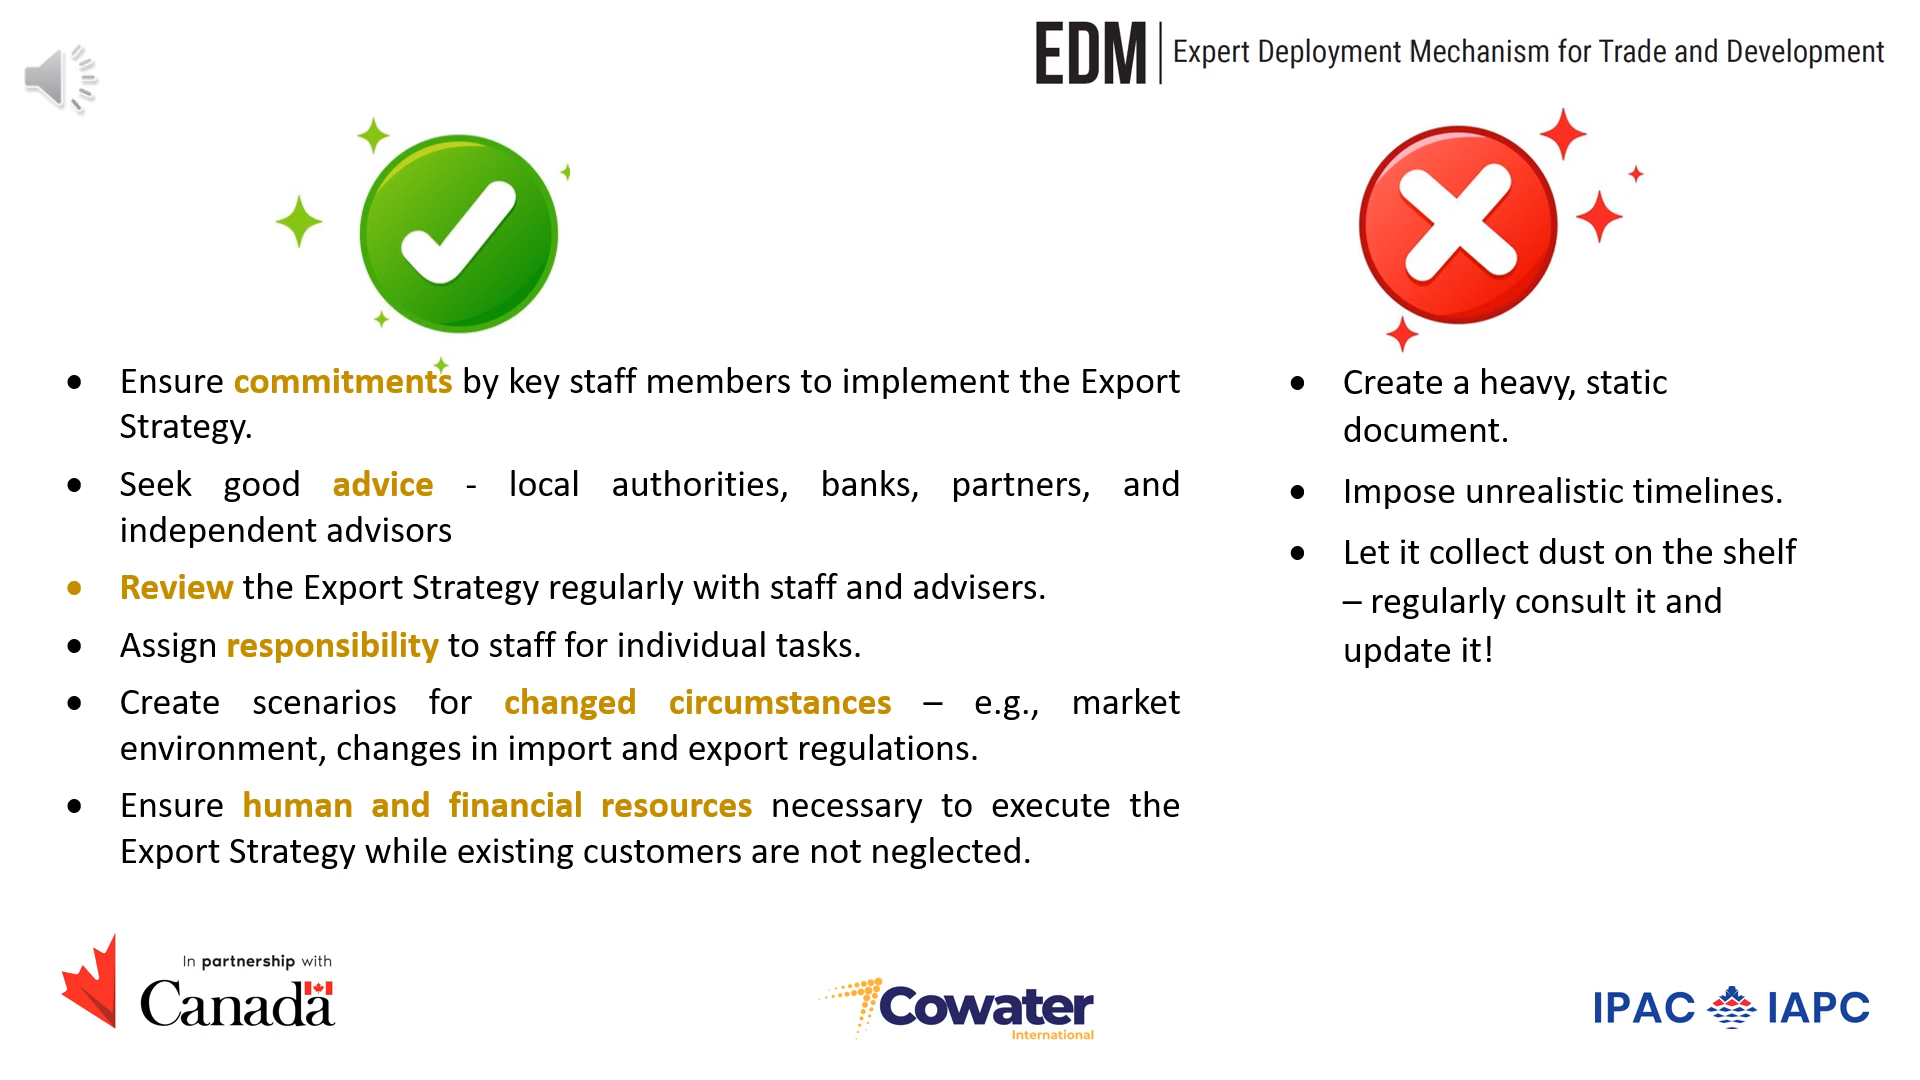 EDM | Expert Deployment Mechanism for Trade and Development
• Ensure commitments by key staff members to implement the Export
Strategy.
• Seek good advice - local authorities, banks, partners, and
independent advisors
• Review the Export Strategy regularly with staff and advisers.
• Assign responsibility to staff for individual tasks.
• Create scenarios for changed circumstances – e.g., market
environment, changes in import and export regulations.
• Ensure human and financial resources necessary to execute the
Export Strategy while existing customers are not neglected.
• Create a heavy, static
document.
• Impose unrealistic timelines.
• Let it collect dust on the shelf
– regularly consult it and
update it!
In partnership with
Canada
Cowater
International
IPAC IAPC